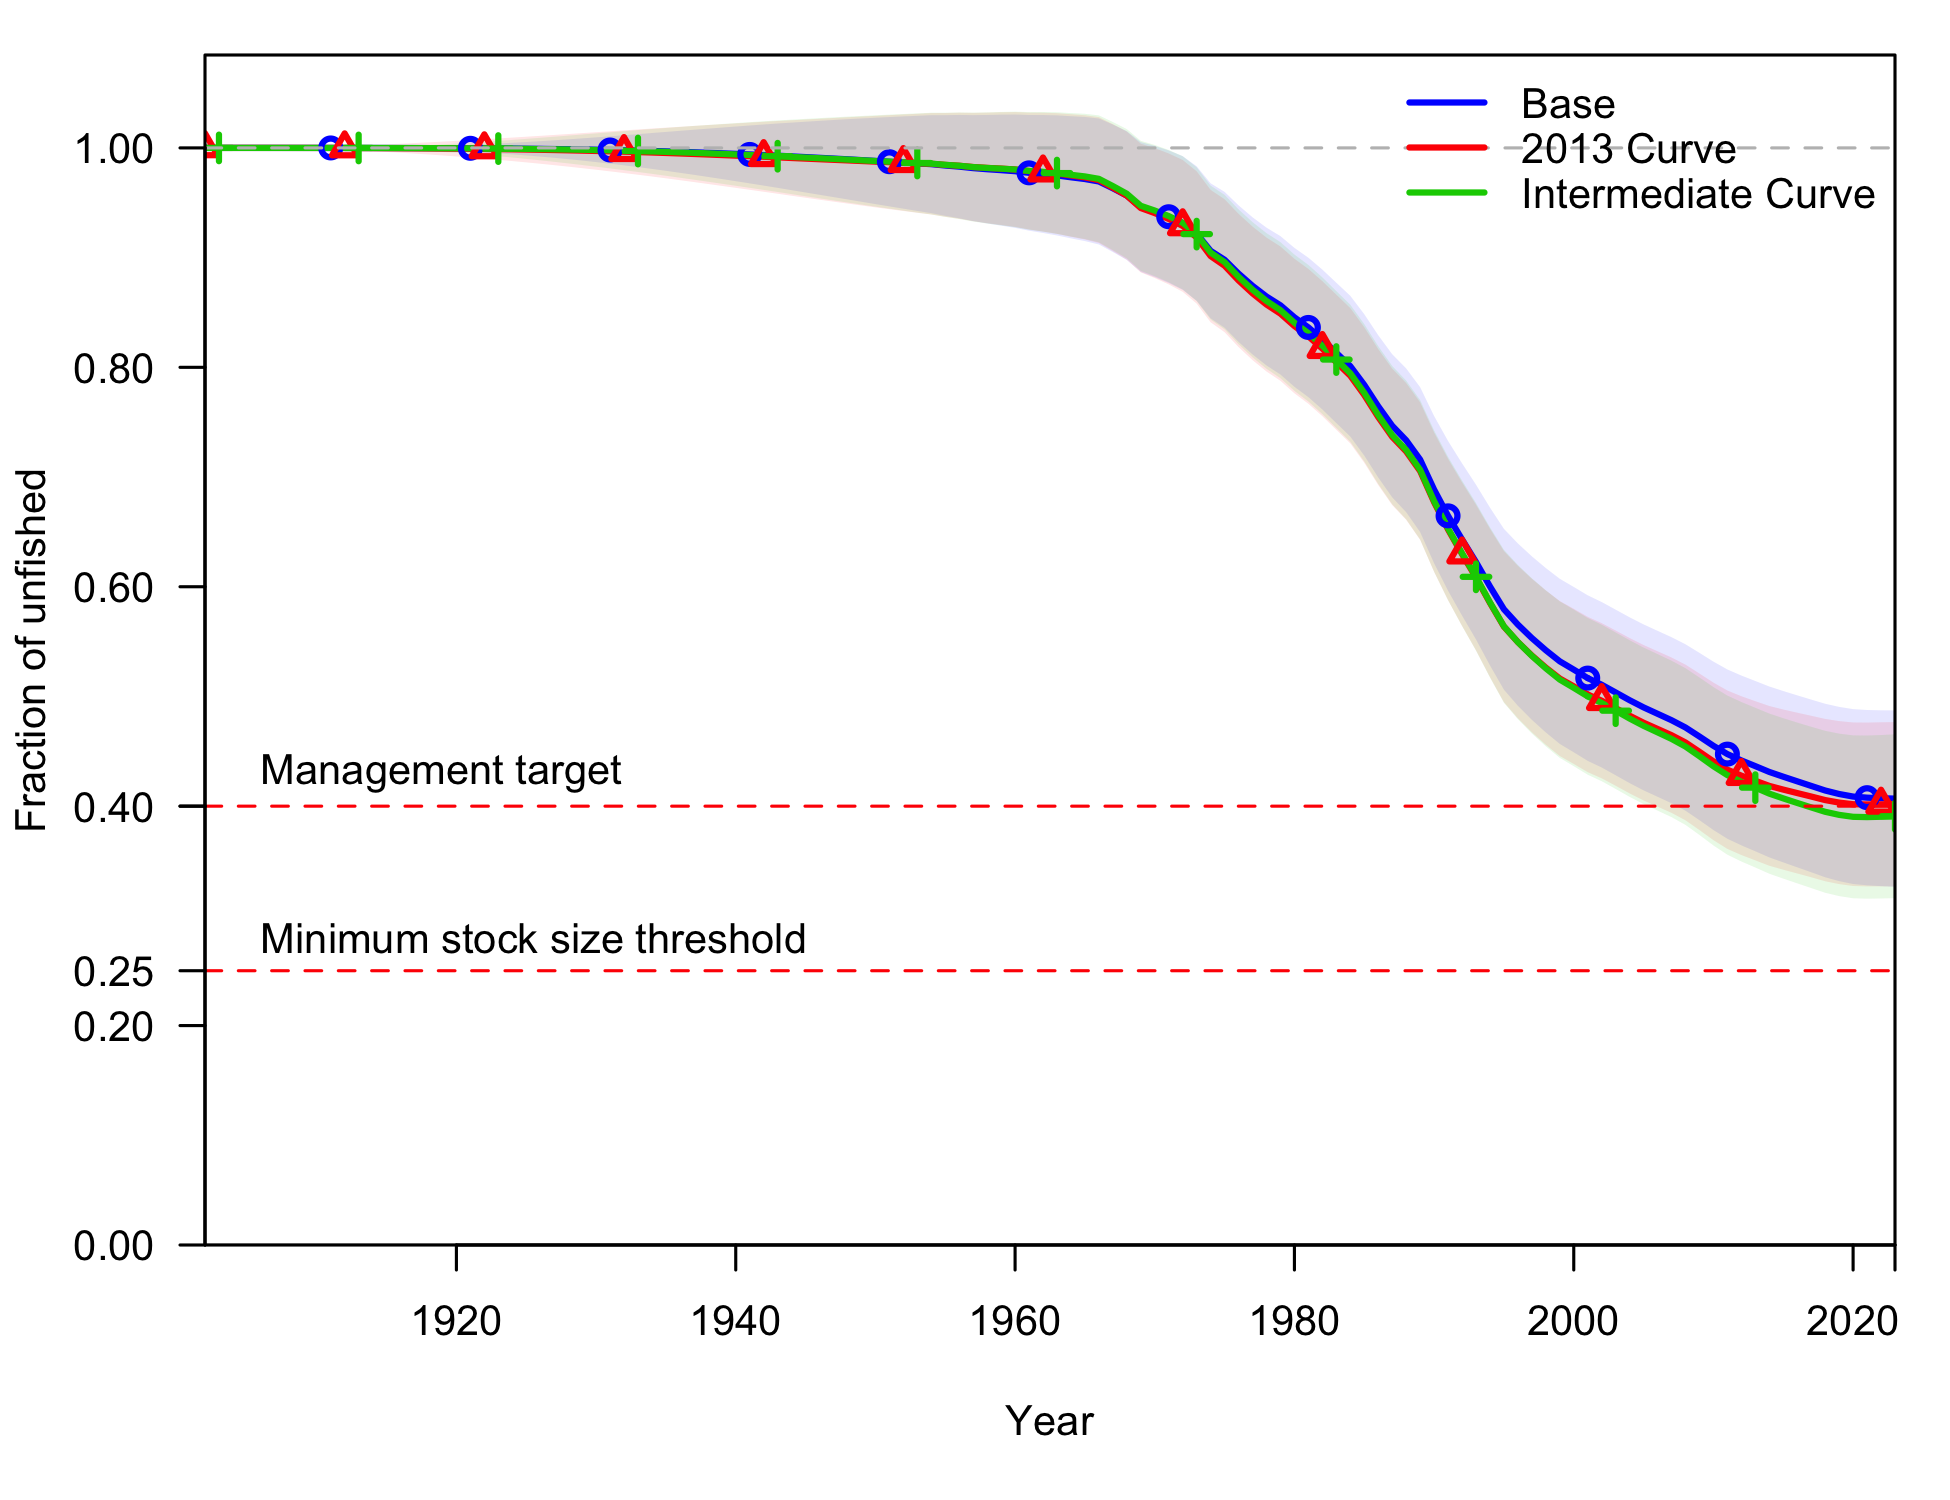 Base
2013 Curve
Intermediate Curve
1.00
0.80
0.60
0.40
0.25
0.20
0.00
Fraction of unfished
Management target
Minimum stock size threshold
1920 1940 1960 1980 2000 2020
Year